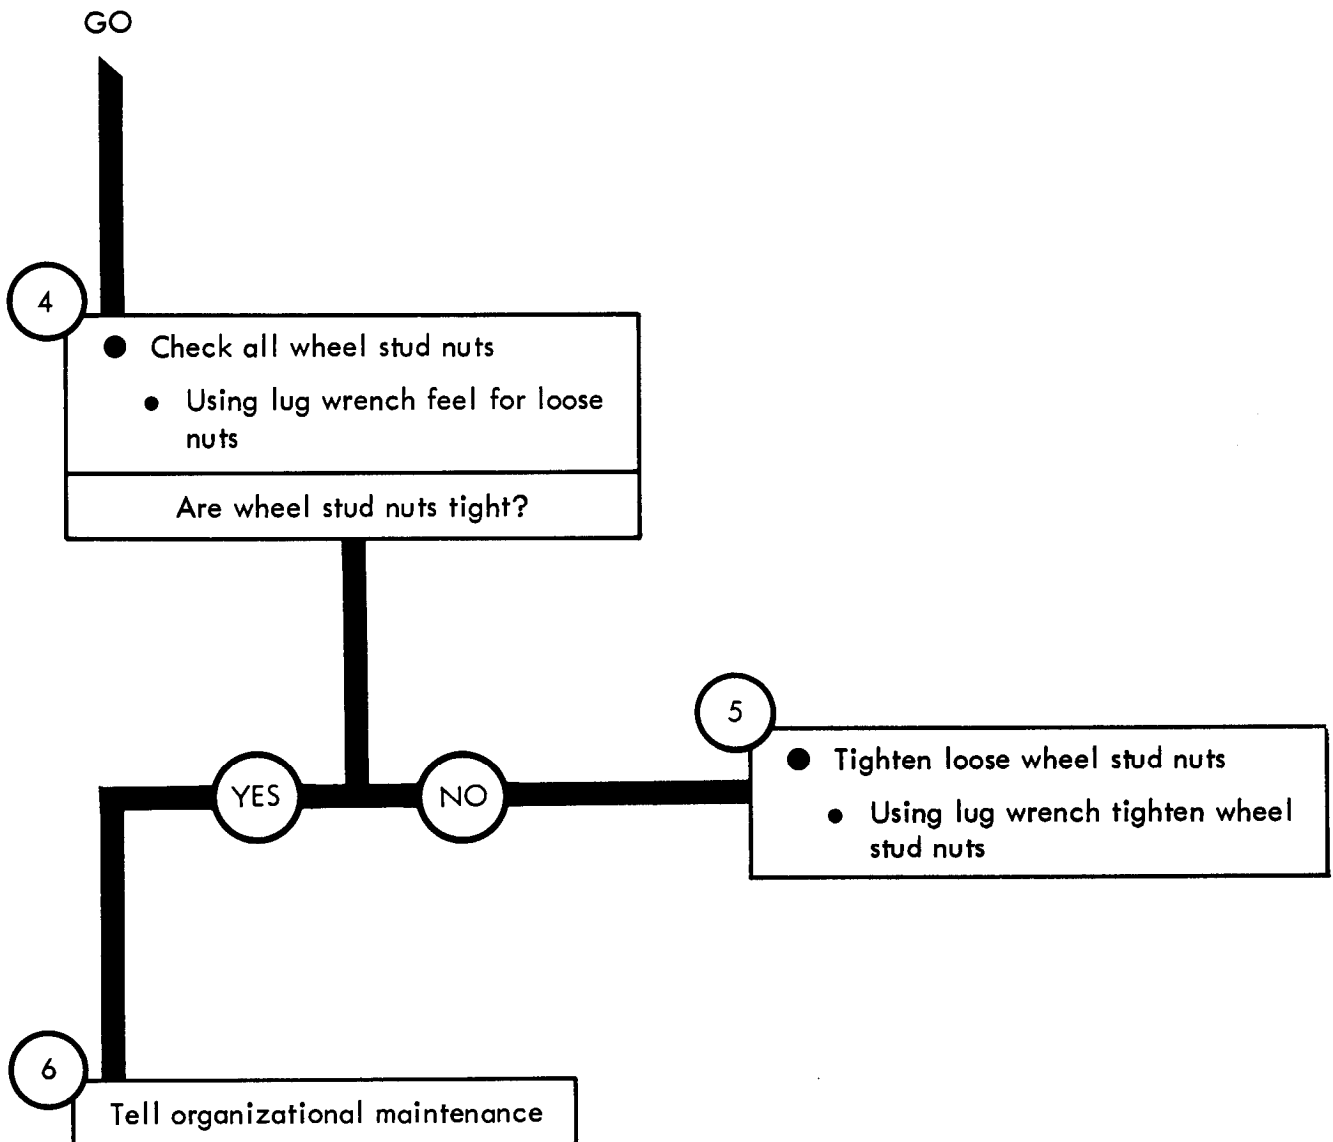 GO
4
● Check all wheel stud nuts
● Using lug wrench feel for loose
nuts
Are wheel stud nuts tight?
YES
NO
5
● Tighten loose wheel stud nuts
● Using lug wrench tighten wheel
stud nuts
6
Tell organizational maintenance